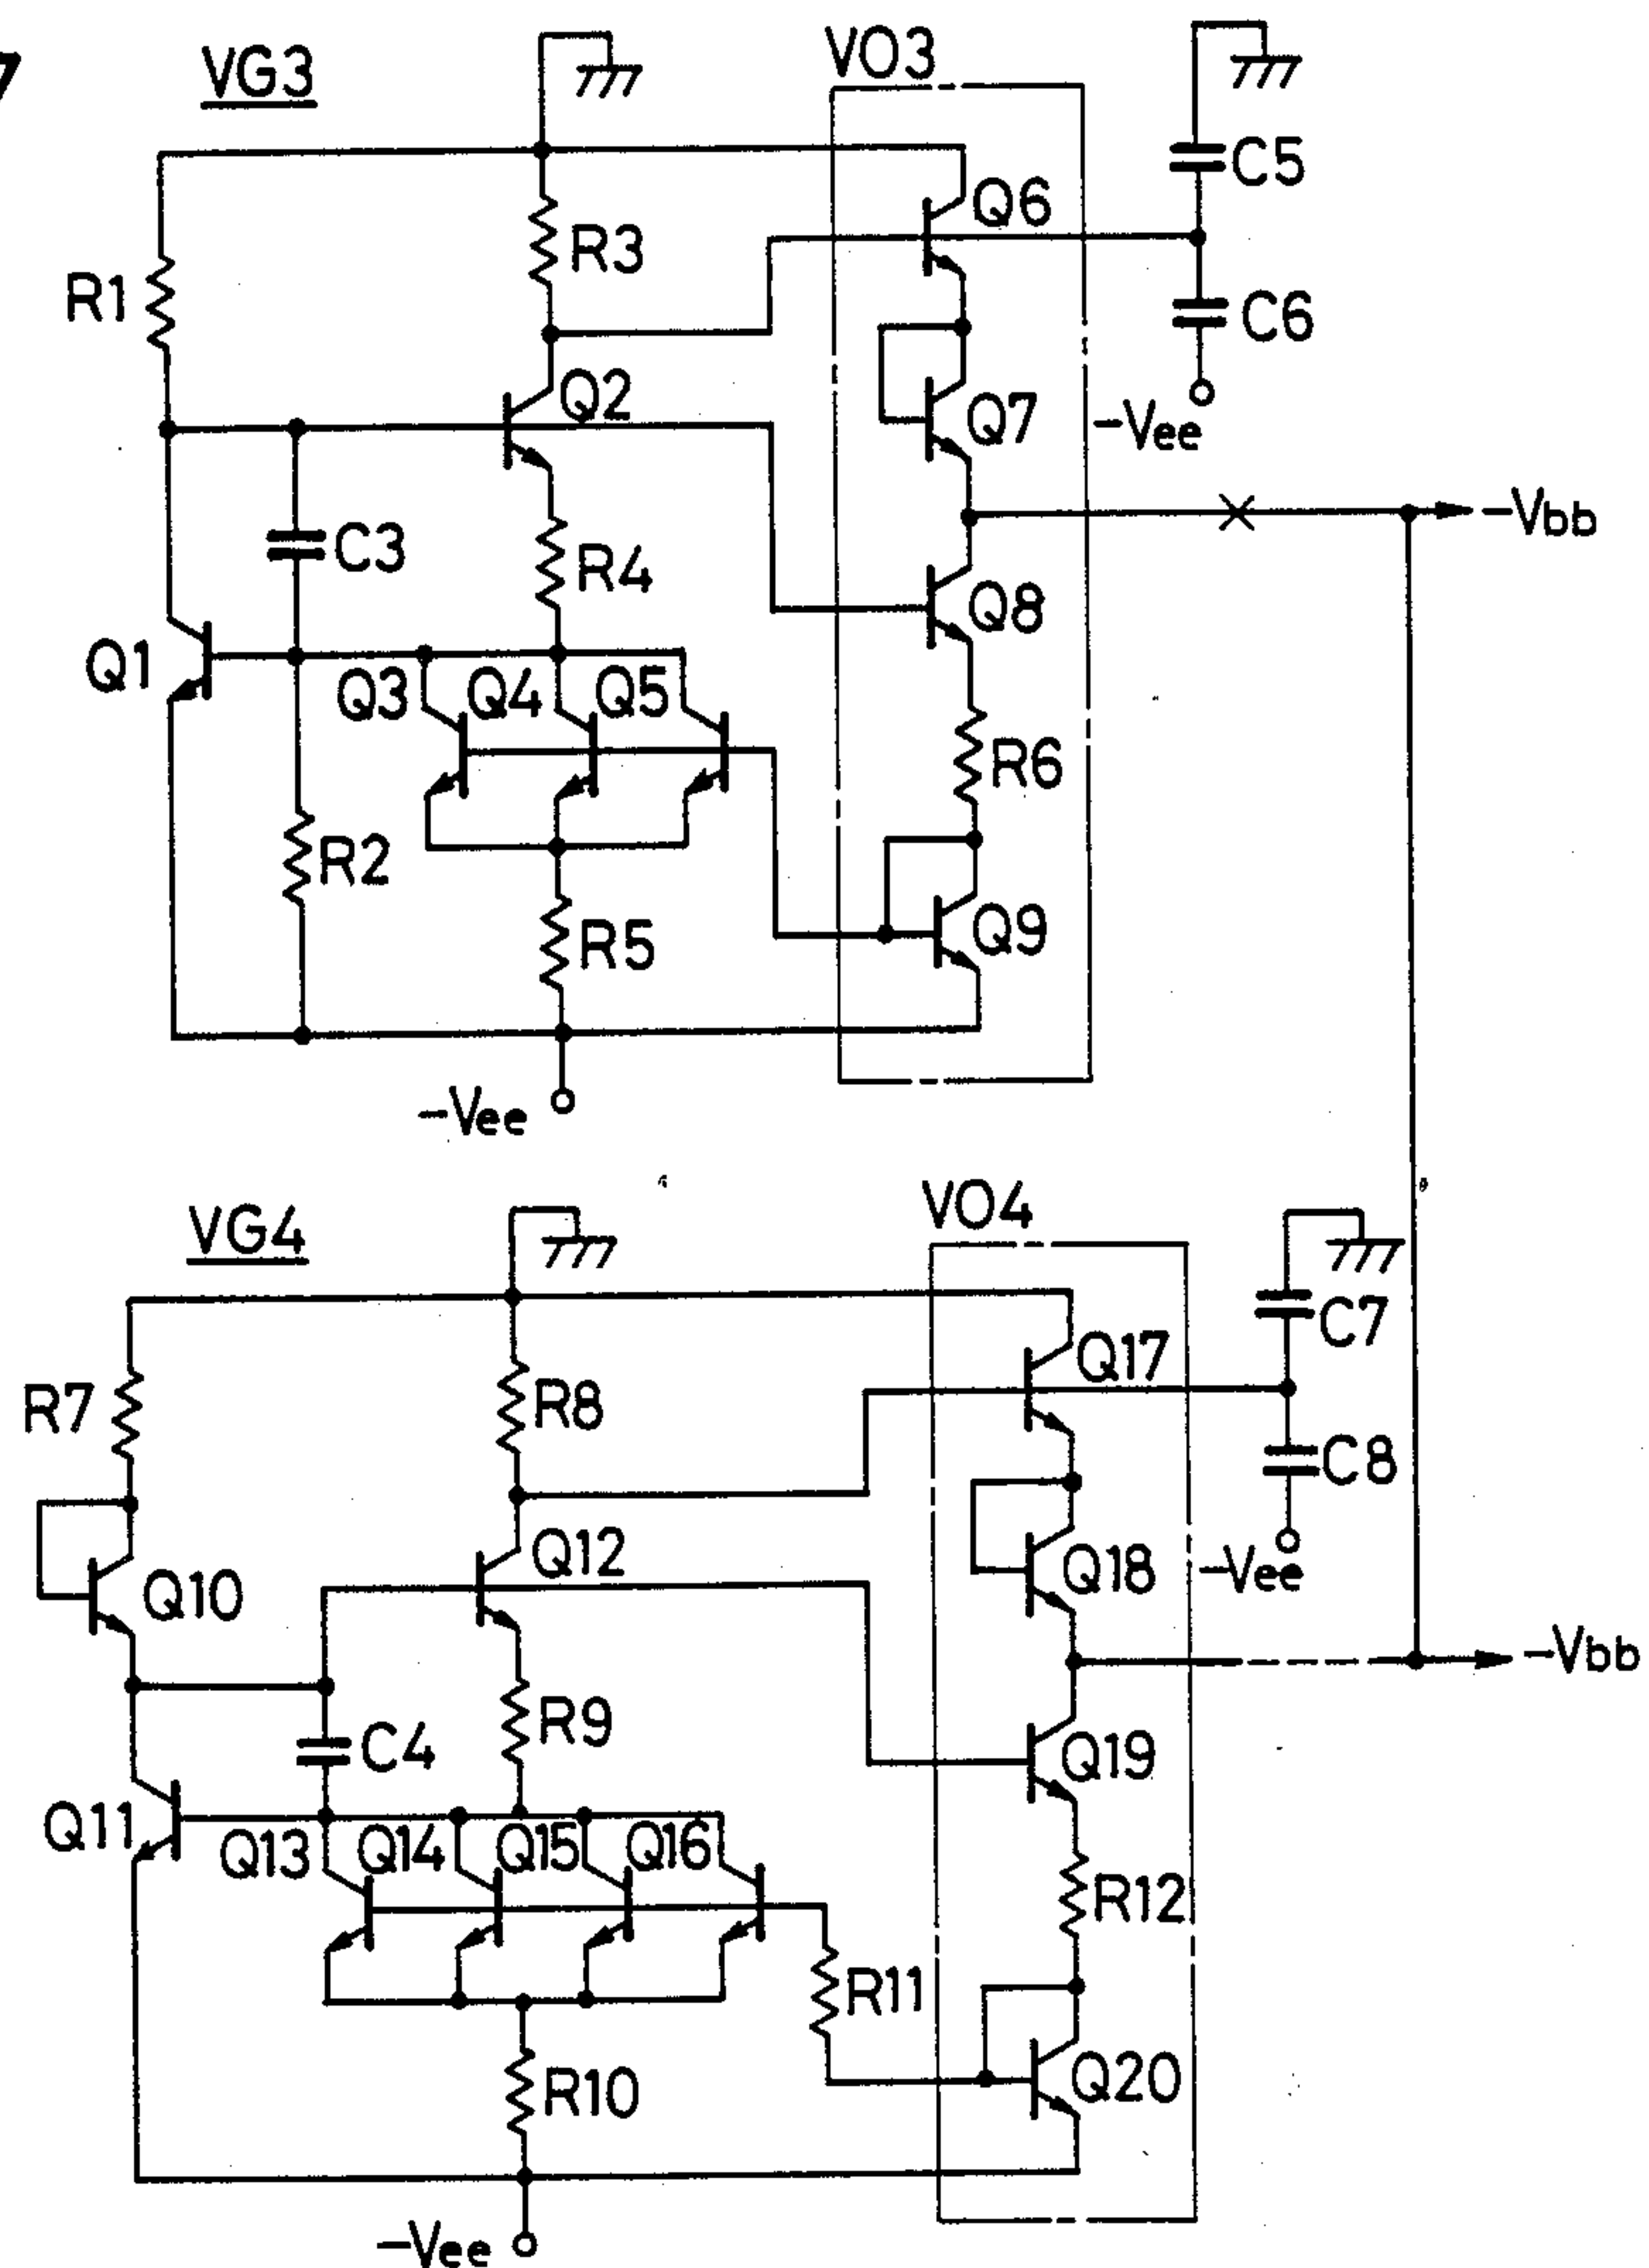 7
VG3
VO3
C5
Q6
R3
R1
C6
Q2
Q7
-Vee
-Vbb
C3
R4
Q8
Q1
Q3
Q4
Q5
R6
R2
R5
Q9
-Vee
VG4
VO4
C7
Q17
R7
R8
C8
Q12
Q10
Q18
-Vee
-Vbb
R9
C4
Q19
Q11
Q13
Q14
Q15
Q16
R12
R11
R10
Q20
-Vee